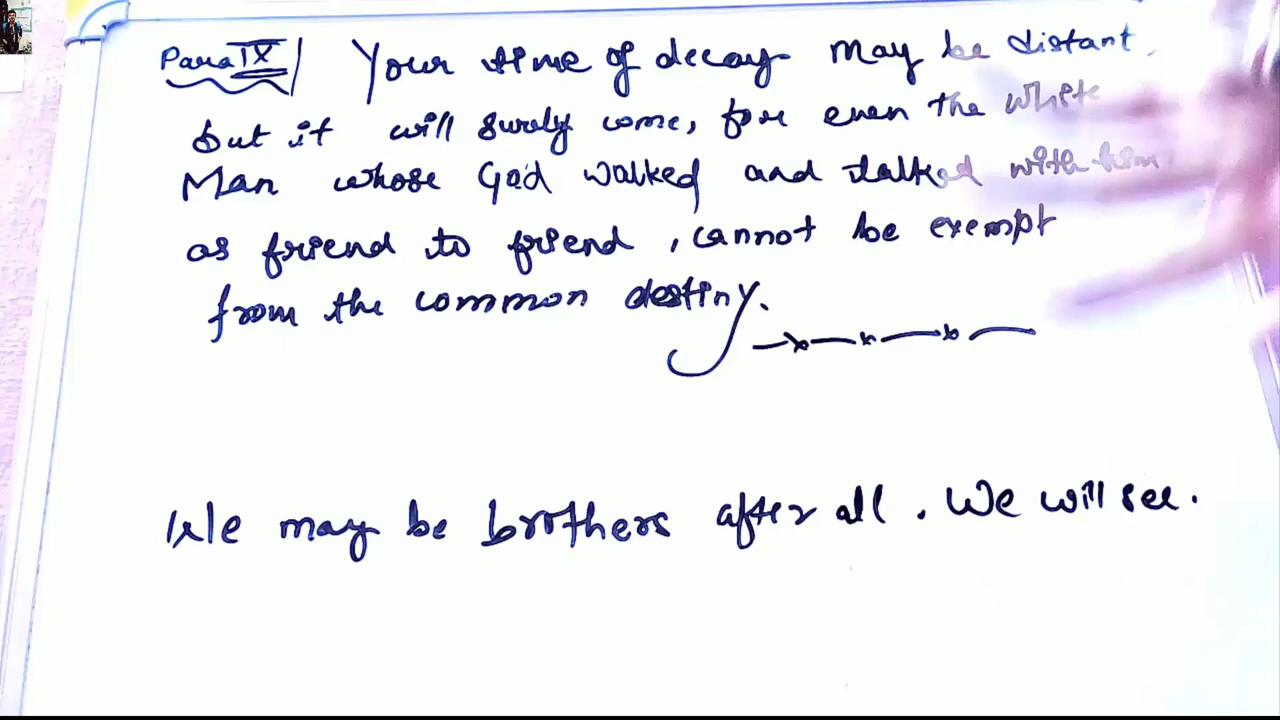 Para IX Your time of decay may be distant.
but it will surely come, for even the white
Man whose God walked and talked with him
as friend to friend, cannot be exempt
from the common destiny.
We may be brothers after all. We will see.